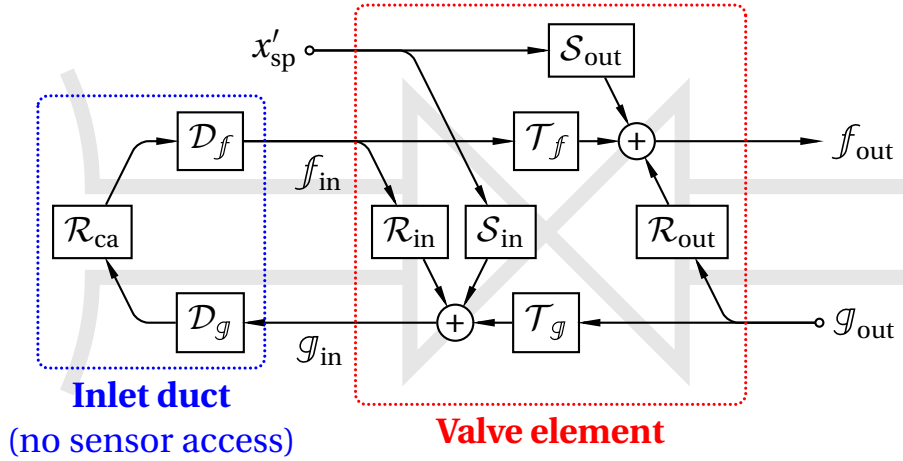 x′sp
𝒮out
𝒟𝒻
𝒯𝒻
+
𝒻out
𝒻in
ℛca
ℛin
𝒮in
ℛout
𝒟ℊ
+
𝒯ℊ
ℊin
ℊout
Inlet duct
(no sensor access)
Valve element